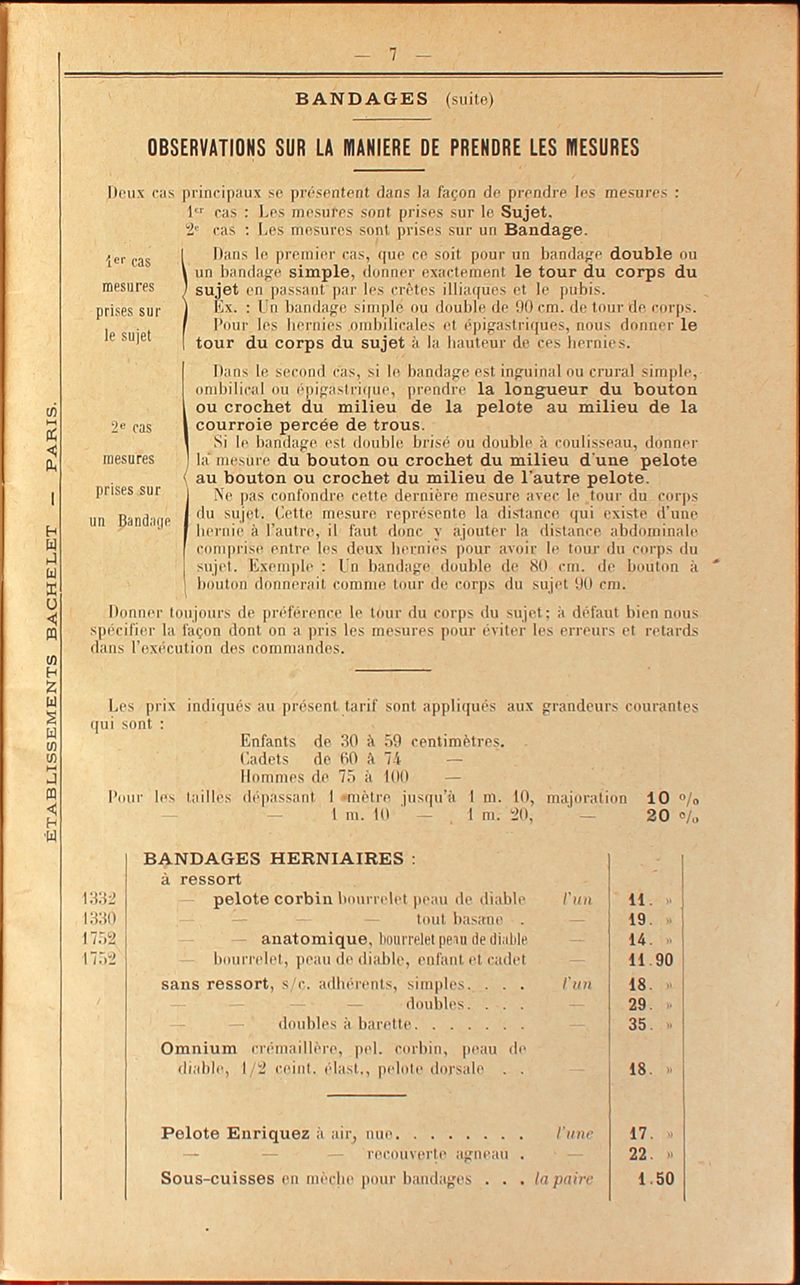 — 7 —
BANDAGES (suite)
OBSERVATIONS SUR LA MANIERE DE PRENDRE LES MESURES
Deux cas principaux se présentent dans la façon de prendre les mesures :
1er cas : Les mesures sont prises sur le Sujet.
2e cas : Les mesures sont prises sur un Bandage.
1er cas
mesures
prises sur
le sujet
Dans le premier cas, que ce soit pour un bandage double ou
un bandage simple, donner exactement le tour du corps du
sujet en passant par les crêtes illiaques et le pubis.
Ex. : Un bandage simple ou double de 90 cm. de tour de corps.
Pour les hernies ombilicales et épigastriques, nous donner le
tour du corps du sujet à la hauteur de ces hernies.
2e cas
mesures
prises sur
un Bandage
Dans le second cas, si le bandage est inguinal ou crural simple,
ombilical ou épigastrique, prendre la longueur du bouton
ou crochet du milieu de la pelote au milieu de la
courroie percée de trous.
Si le bandage est double brisé ou double à coulisseau, donner
la mesure du bouton ou crochet du milieu d'une pelote
au bouton ou crochet du milieu de l'autre pelote.
Ne pas confondre cette dernière mesure avec le tour du corps
du sujet. Cette mesure représente la distance qui existe d'une
hernie à l'autre, il faut donc y ajouter la distance abdominale
comprise entre les deux hernies pour avoir le tour du corps du
sujet. Exemple : Un bandage double de 80 cm. de bouton à
bouton donnerait comme tour de corps du sujet 90 cm.
Donner toujours de préférence le tour du corps du sujet; à défaut bien nous
spécifier la façon dont on a pris les mesures pour éviter les erreurs et retards
dans l'exécution des commandes.
Les prix indiqués au présent tarif sont appliqués aux grandeurs courantes
qui sont :
Enfants de 30 à 59 centimètres.
Cadets de 60 à 74 —
Hommes de 75 à 100 —
Pour les tailles dépassant 1 mètre jusqu'à 1 m. 10, majoration 10 %
— — 1 m. 10 — 1 m. 20, — 20 %
BANDAGES HERNIAIRES :
à ressort
1332 — pelote corbin bourrelet peau de diable l'un 11. »
1330 — — — — tout basane . — 19. »
1752 — — anatomique, bourrelet peau de diable — 14. »
1752 — bourrelet, peau de diable, enfant et cadet — 11.90
sans ressort, s/c. adhérents, simples. . . . l'un 18. »
— — — — doubles. . . . — 29. »
— — doubles à barette. . . . . . . — 35. »
Omnium crémaillère, pel. corbin, peau de
diable, 1/2 ceint. élast., pelote dorsale . . — 18. »
Pelote Enriquez à air, nue. . . . . . . . l'une 17. »
— — — recouverte agneau . — 22. »
Sous-cuisses en mèche pour bandages . . . la paire 1.50
ÉTABLISSEMENTS BACHELET — PARIS.